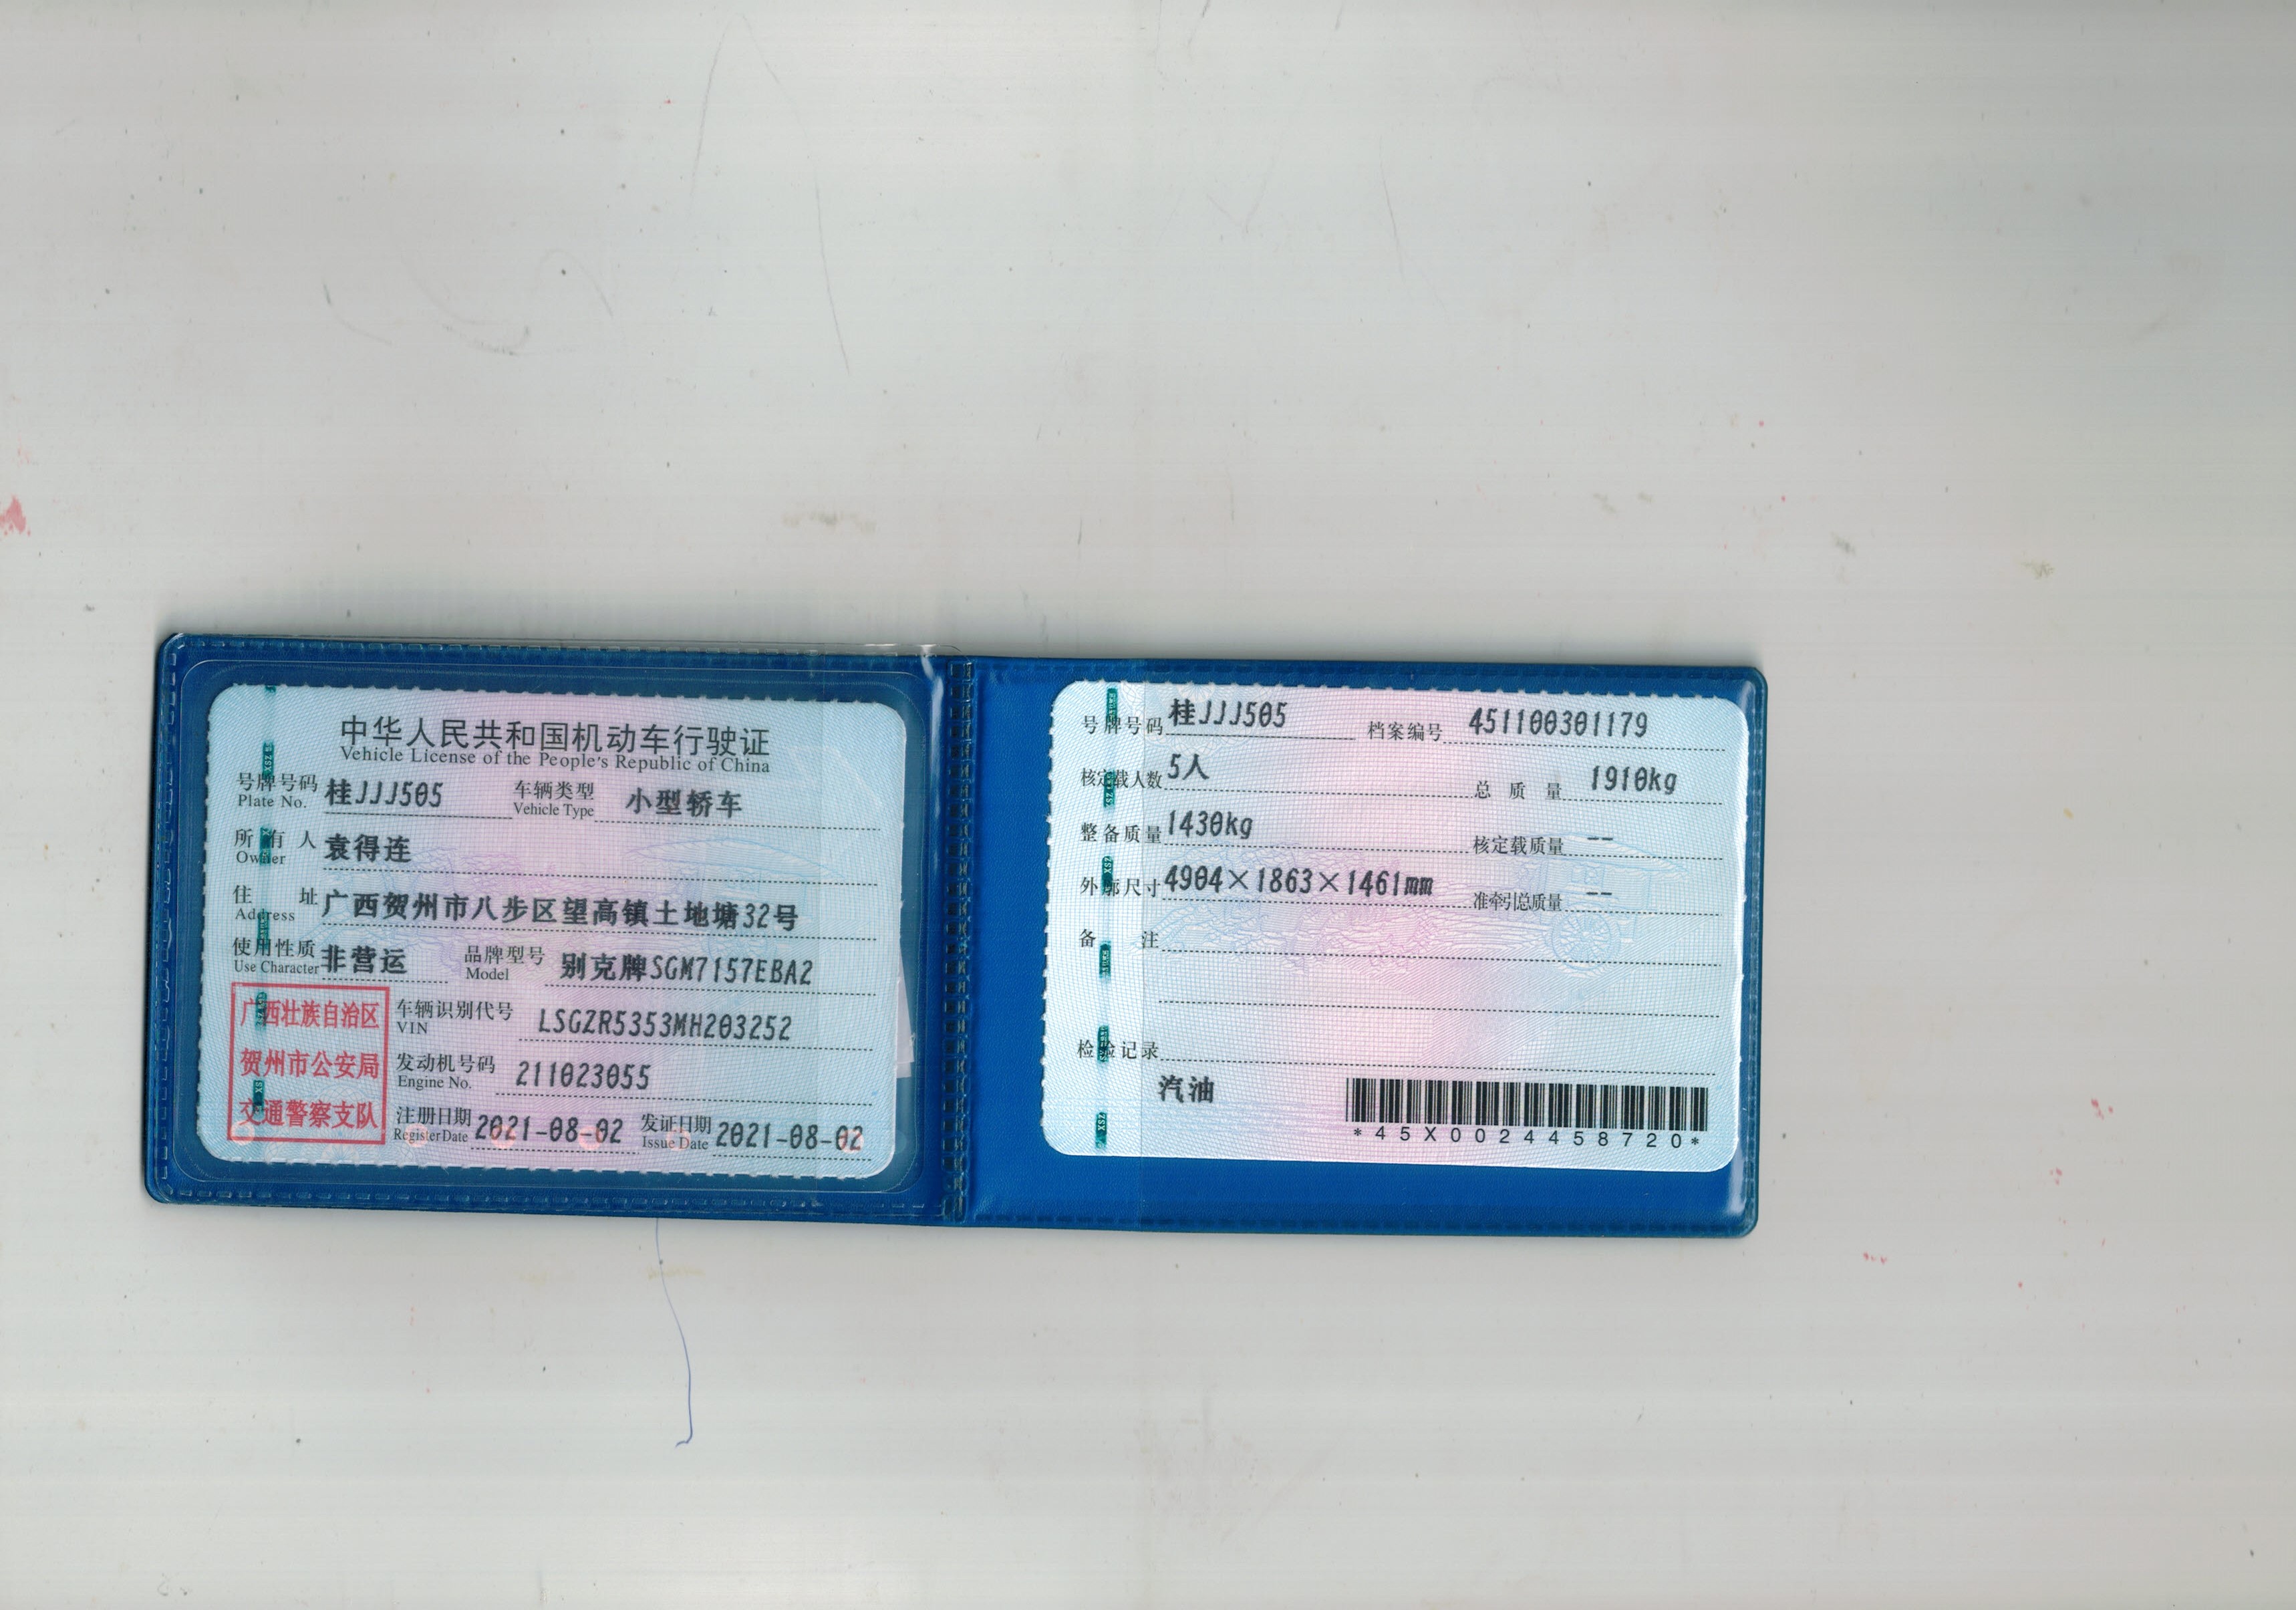 中华人民共和国机动车行驶证
Vehicle License of the People's Republic of China
号牌号码 桂JJJ505 车辆类型 小型轿车
Plate No. Vehicle Type
所有人 袁得连
Owner
住址 广西贺州市八步区望高镇土地塘32号
Address
使用性质 非营运 品牌型号 别克牌SGM7157EBA2
Use Character Model
广西壮族自治区
贺州市公安局
交通警察支队
车辆识别代号 LSGZR5353MH203252
VIN
发动机号码 211023055
Engine No.
注册日期 2021-08-02 发证日期 2021-08-02
Register Date Issue Date
号牌号码 桂JJJ505 档案编号 451100301179
核定载人数 5人 总质量 1910kg
整备质量 1430kg 核定载质量 --
外廓尺寸 4904×1863×1461mm 准牵引总质量 --
备注
检验记录
汽油
*45X0024458720*